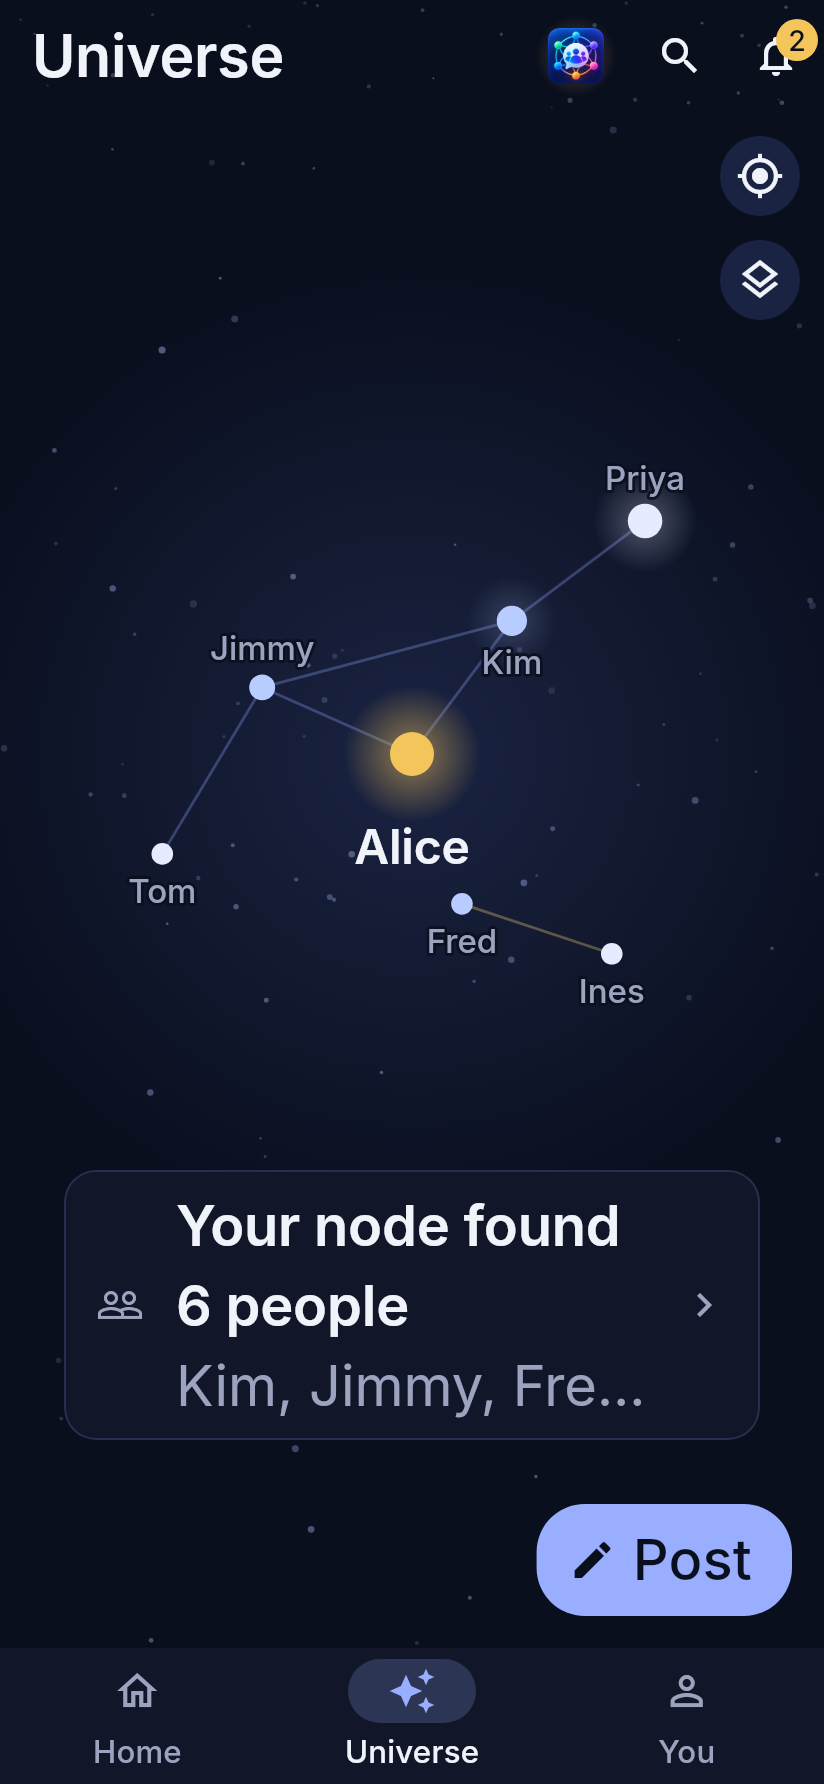 Universe
2
Priya
Jimmy
Kim
Alice
Tom
Fred
Ines
Your node found
6 people
Kim, Jimmy, Fre...
Post
Home
Universe
You